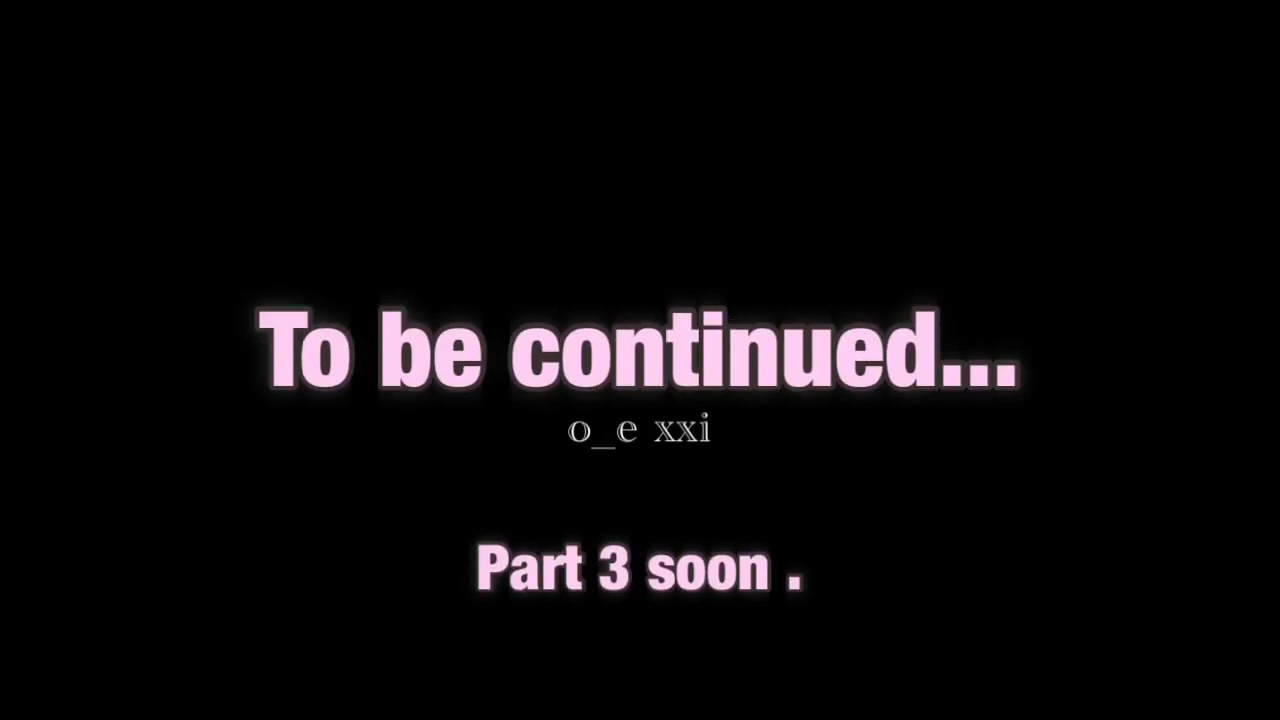 To be continued...
o_e xxi
Part 3 soon .